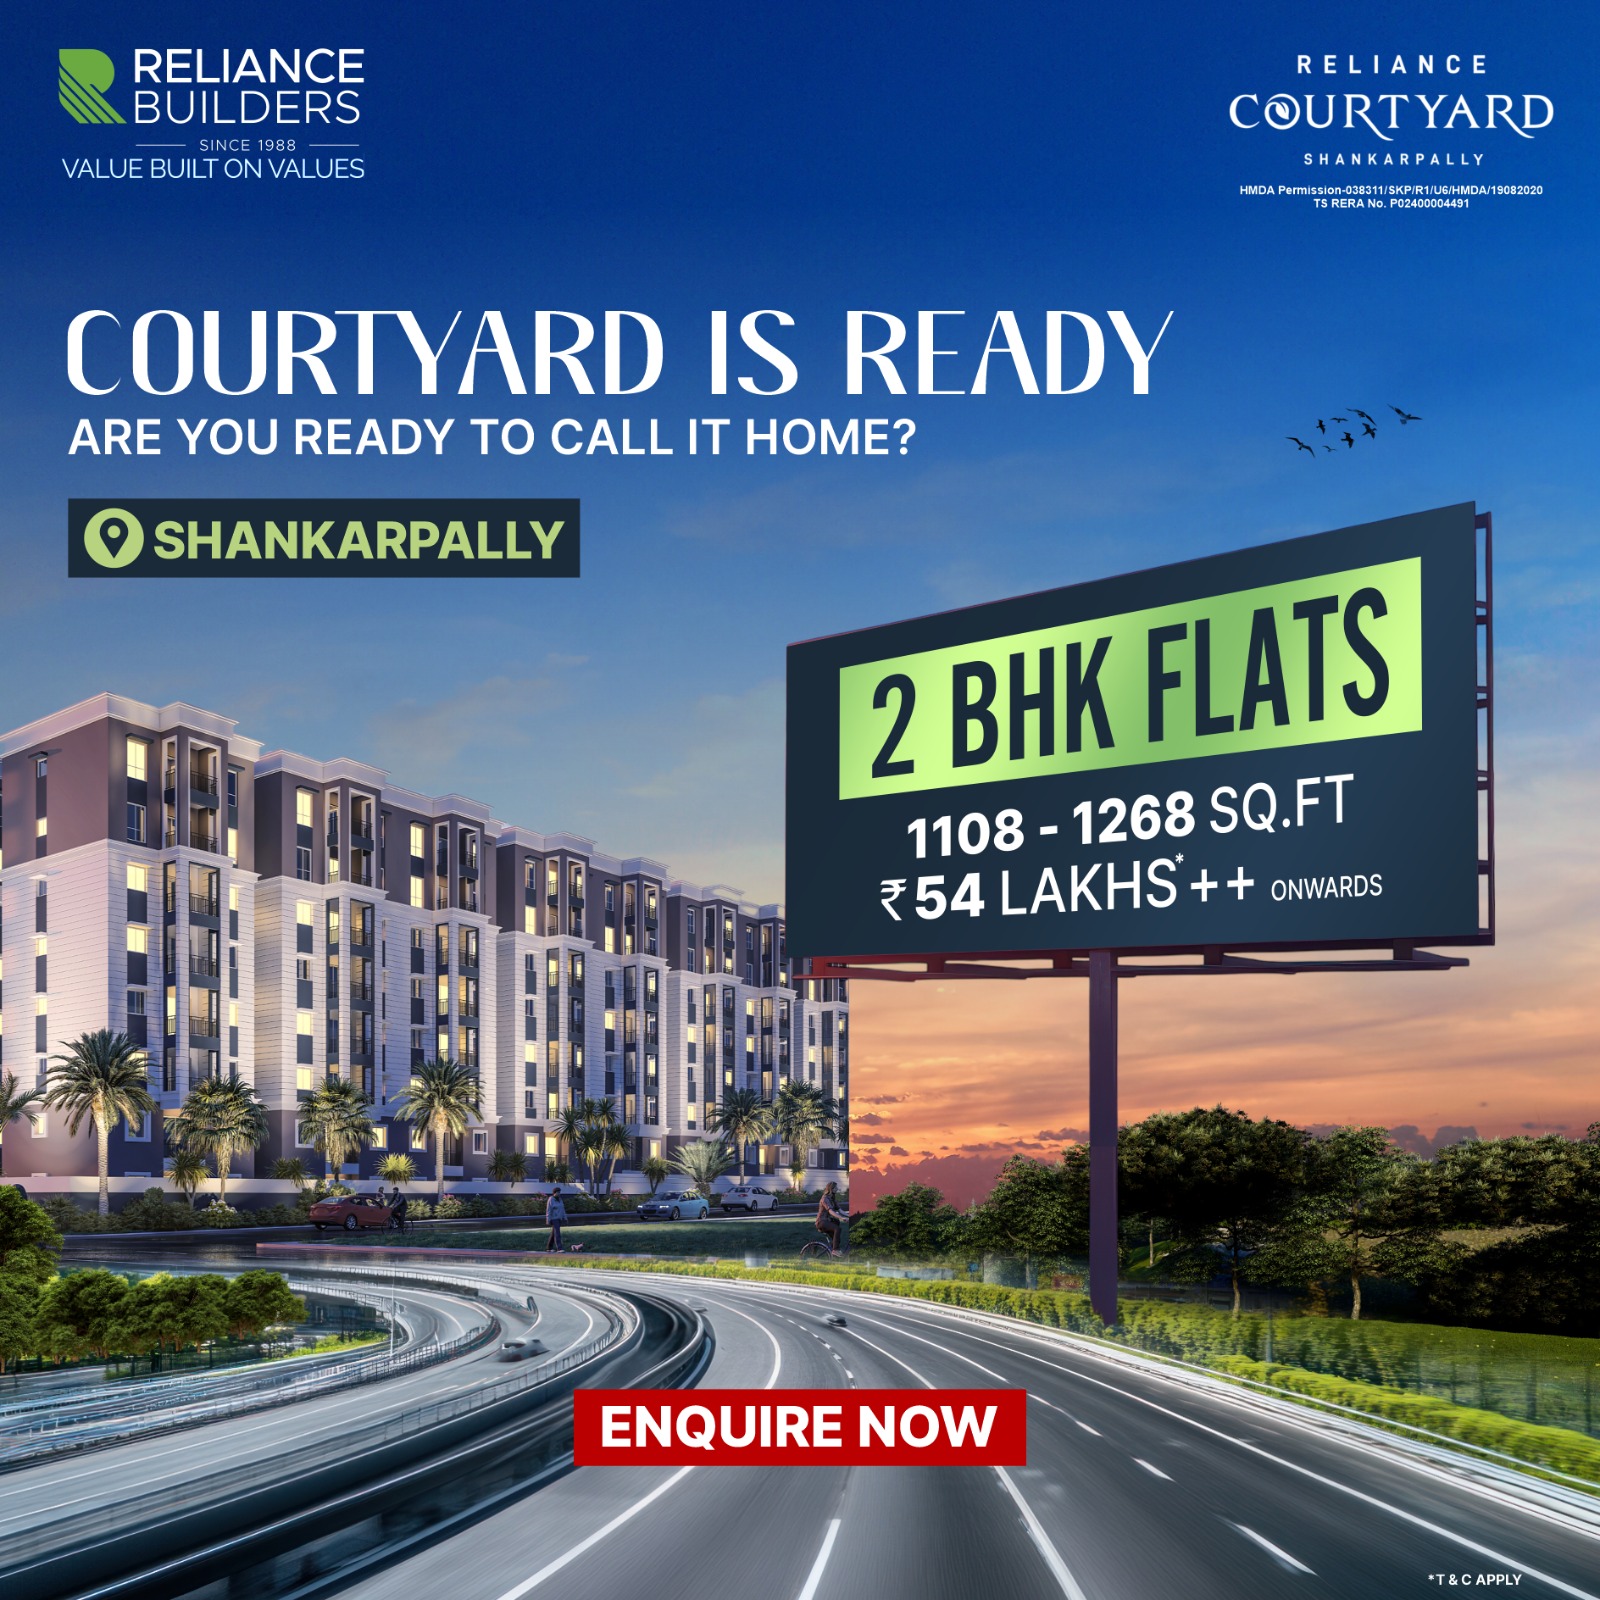 RELIANCE
BUILDERS
SINCE 1988
VALUE BUILT ON VALUES
RELIANCE
COURTYARD
SHANKARPALLY
HMDA Permission-038311/SKP/R1/U6/HMDA/19082020
TS RERA No. P02400004491
COURTYARD IS READY
ARE YOU READY TO CALL IT HOME?
SHANKARPALLY
2 BHK FLATS
1108 - 1268 SQ.FT
₹54 LAKHS*++ ONWARDS
ENQUIRE NOW
*T & C APPLY